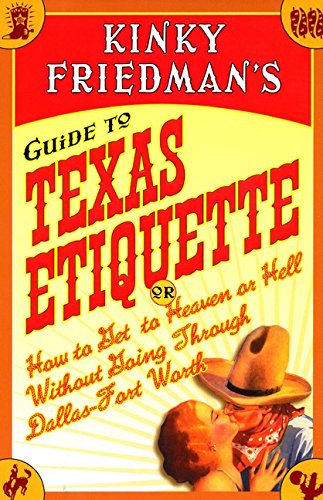 KINKY
FRIEDMAN'S
GUiDE TO
TEXAS
ETIQUETTE
OR
How to Get to Heaven or Hell
Without Going Through
Dallas-Fort Worth